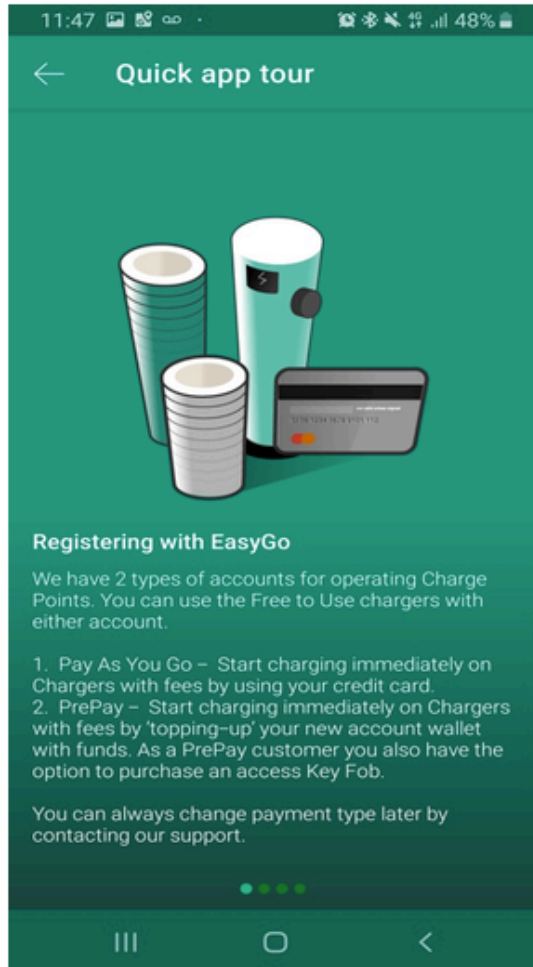 11:47 48%
Quick app tour
Registering with EasyGo
We have 2 types of accounts for operating Charge
Points. You can use the Free to Use chargers with
either account.
1. Pay As You Go – Start charging immediately on
Chargers with fees by using your credit card.
2. PrePay – Start charging immediately on Chargers
with fees by ‘topping–up’ your new account wallet
with funds. As a PrePay customer you also have the
option to purchase an access Key Fob.
You can always change payment type later by
contacting our support.